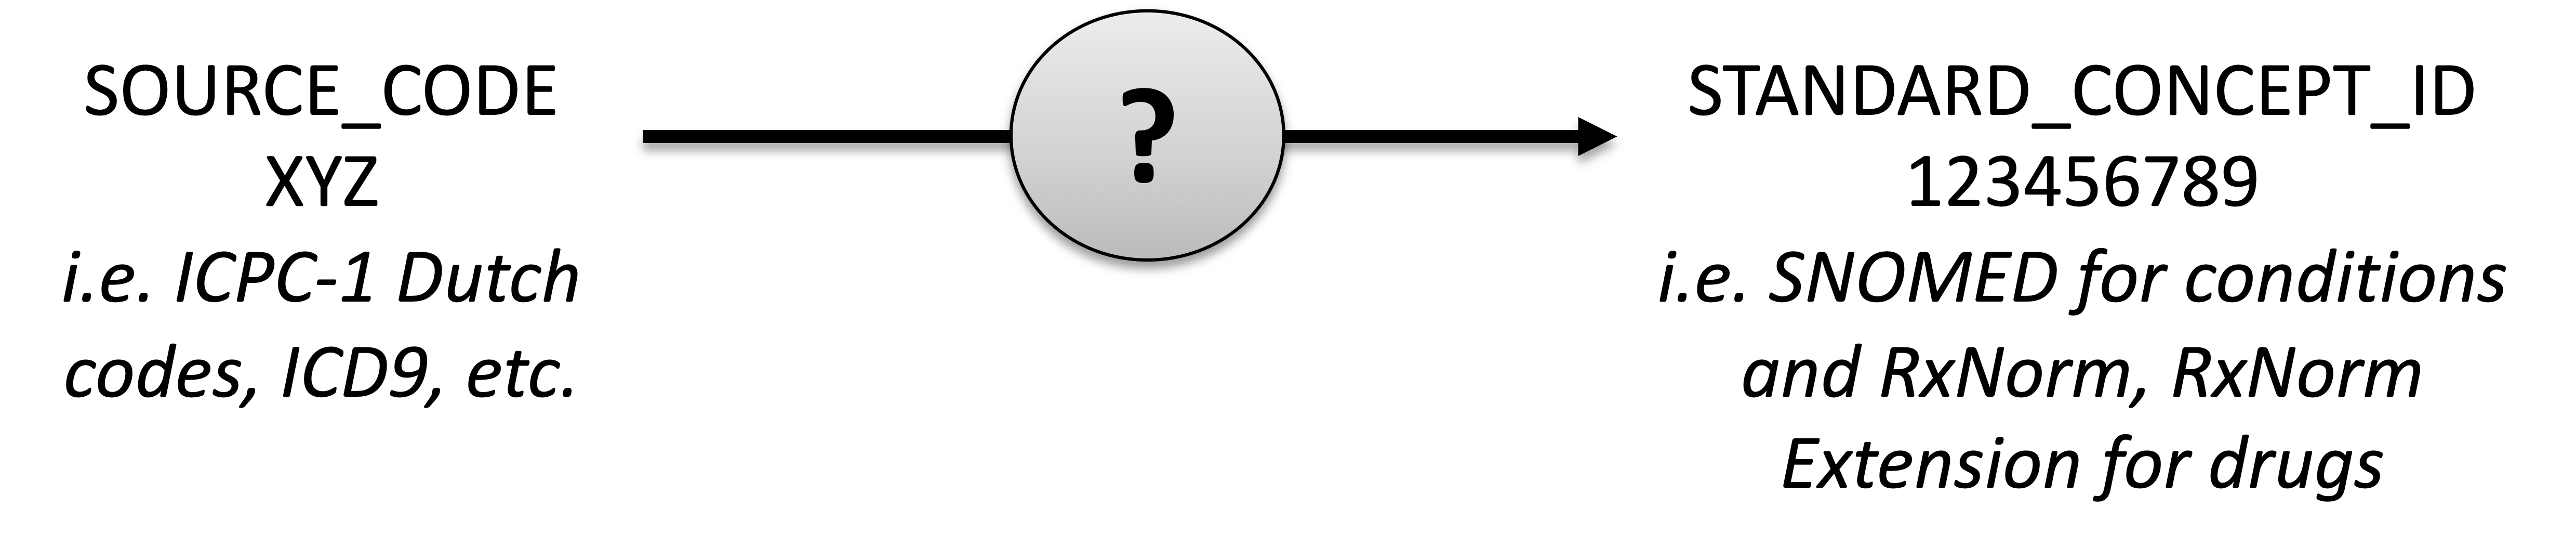 SOURCE_CODE
XYZ
i.e. ICPC-1 Dutch
codes, ICD9, etc.
?
STANDARD_CONCEPT_ID
123456789
i.e. SNOMED for conditions
and RxNorm, RxNorm
Extension for drugs